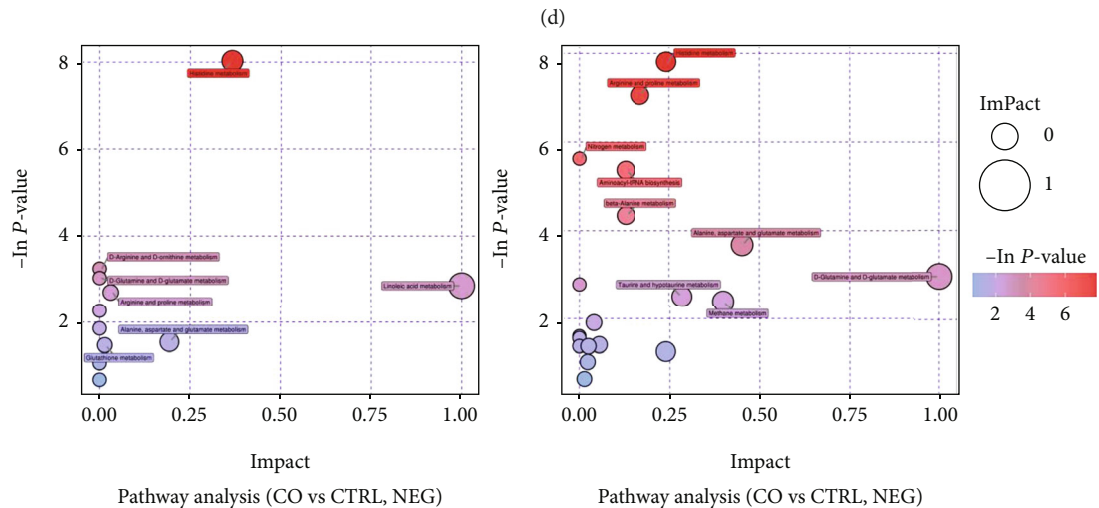 (d)
8
6
4
2
–ln P-value
Histidine metabolism
D-Arginine and D-ornithine metabolism
D-Glutamine and D-glutamate metabolism
Arginine and proline metabolism
Linoleic acid metabolism
Alanine, aspartate and glutamate metabolism
Glutathione metabolism
0.00 0.25 0.50 0.75 1.00
Impact
Pathway analysis (CO vs CTRL, NEG)
8
6
4
2
–ln P-value
Histidine metabolism
Arginine and proline metabolism
Nitrogen metabolism
Aminoacyl-tRNA biosynthesis
beta-Alanine metabolism
Alanine, aspartate and glutamate metabolism
D-Glutamine and D-glutamate metabolism
Taurine and hypotaurine metabolism
Methane metabolism
0.00 0.25 0.50 0.75 1.00
Impact
Pathway analysis (CO vs CTRL, NEG)
ImPact
0
1
–ln P-value
2 4 6